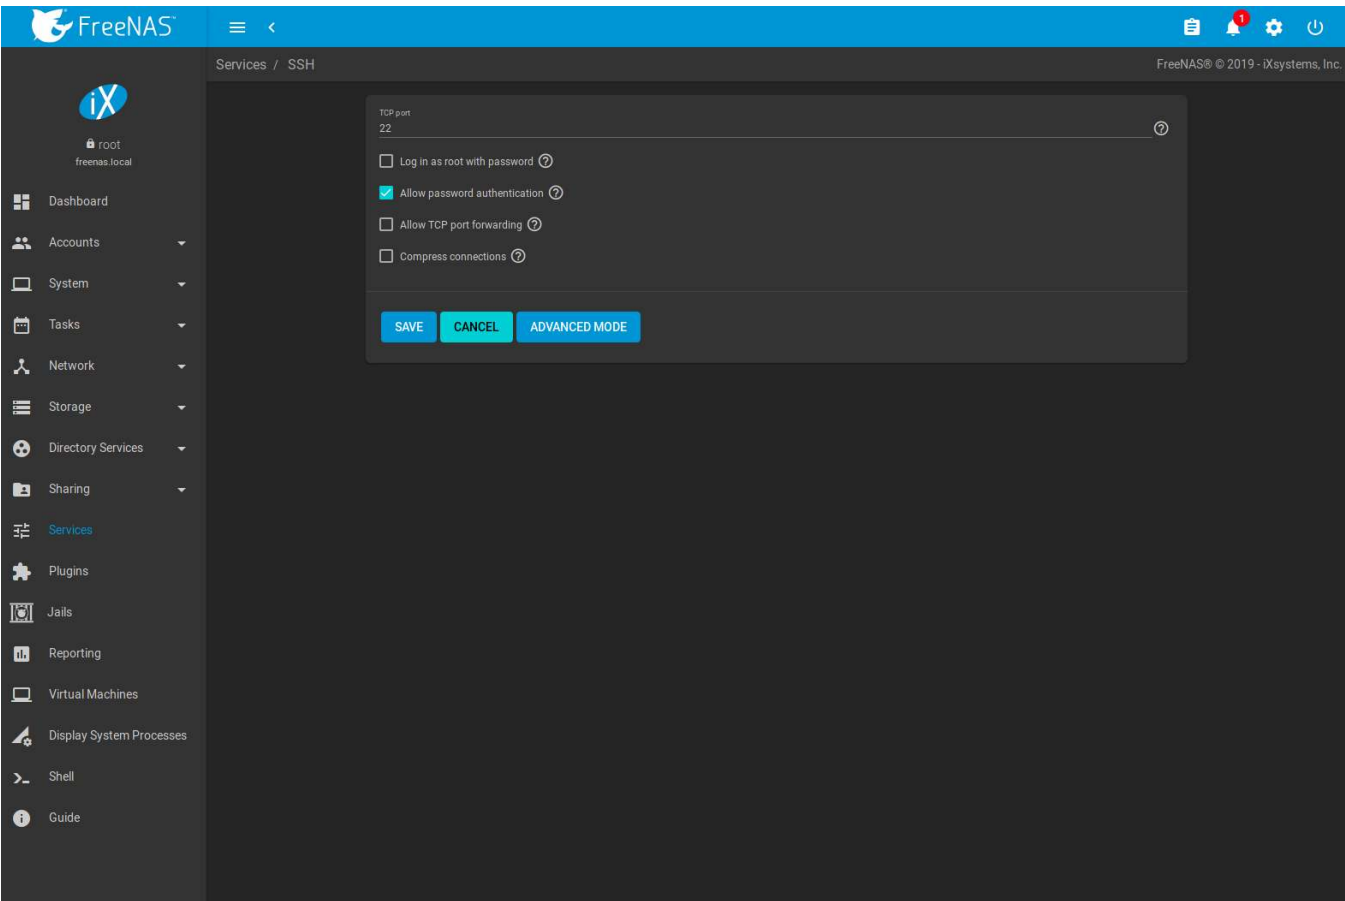 FreeNAS
1
Services / SSH
FreeNAS® © 2019 - iXsystems, Inc.
iX
root
freenas.local
Dashboard
Accounts
System
Tasks
Network
Storage
Directory Services
Sharing
Services
Plugins
Jails
Reporting
Virtual Machines
Display System Processes
Shell
Guide
TCP port
22
Log in as root with password
Allow password authentication
Allow TCP port forwarding
Compress connections
SAVE CANCEL ADVANCED MODE